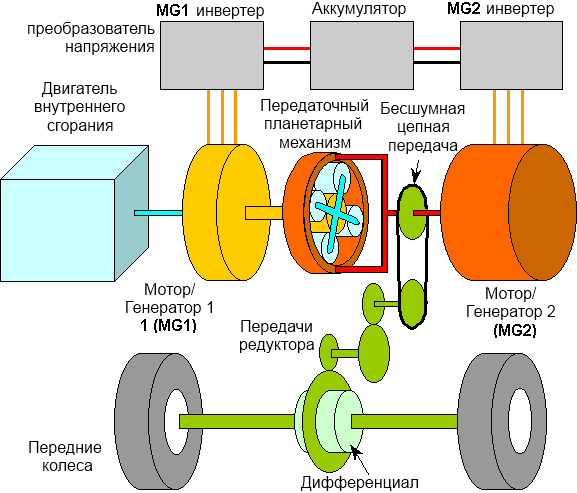 MG1 инвертер
Аккумулятор
MG2 инвертер
преобразователь
напряжения
Двигатель
внутреннего
сгорания
Передаточный
планетарный
механизм
Бесшумная
цепная
передача
Мотор/
Генератор 1
1 (MG1)
Мотор/
Генератор 2
(MG2)
Передачи
редуктора
Передние
колеса
Дифференциал